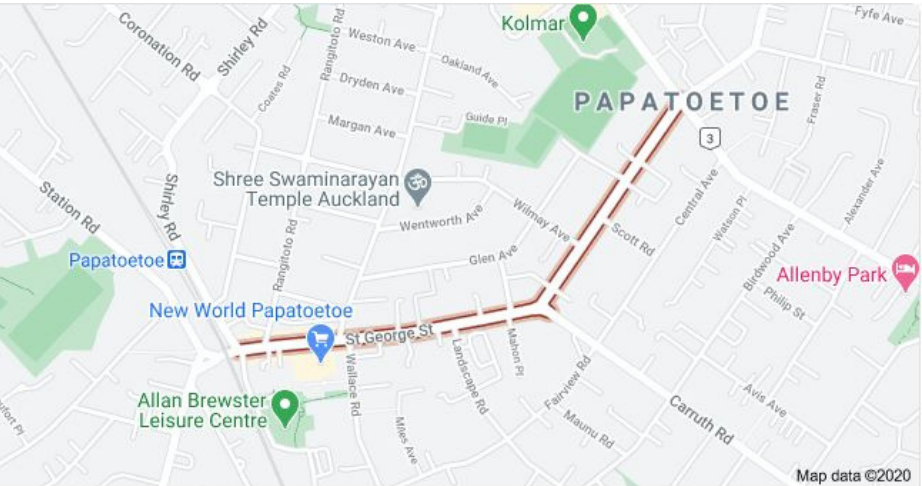 Kolmar
Fyfe Ave
Coronation Rd
Shirley Rd
Rangitoto Rd
Weston Ave
Oakland Ave
Coates Rd
Dryden Ave
PAPATOETOE
Fraser Rd
Guide Pl
Margan Ave
3
Shree Swaminarayan
Temple Auckland
ॐ
Station Rd
Shirley Rd
Wentworth Ave
Wilmay Ave
Scott Rd
Central Ave
Watson Pl
Alexander Ave
Birdwood Ave
Papatoetoe
Rangitoto Rd
Glen Ave
Allenby Park
Philip St
New World Papatoetoe
St George St
Wallace Rd
Landscape Rd
Mahon Pl
Fairview Rd
Allan Brewster
Leisure Centre
Miles Ave
Maunu Rd
Carruth Rd
Avis Ave
Map data ©2020